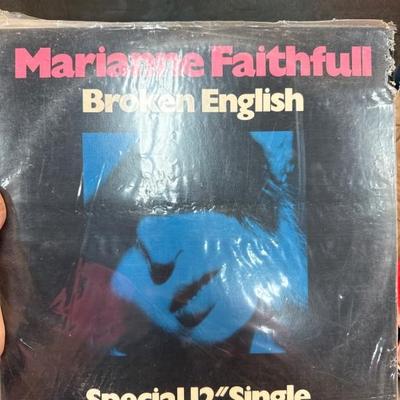 Marianne Faithfull
Broken English
Special 12" Single